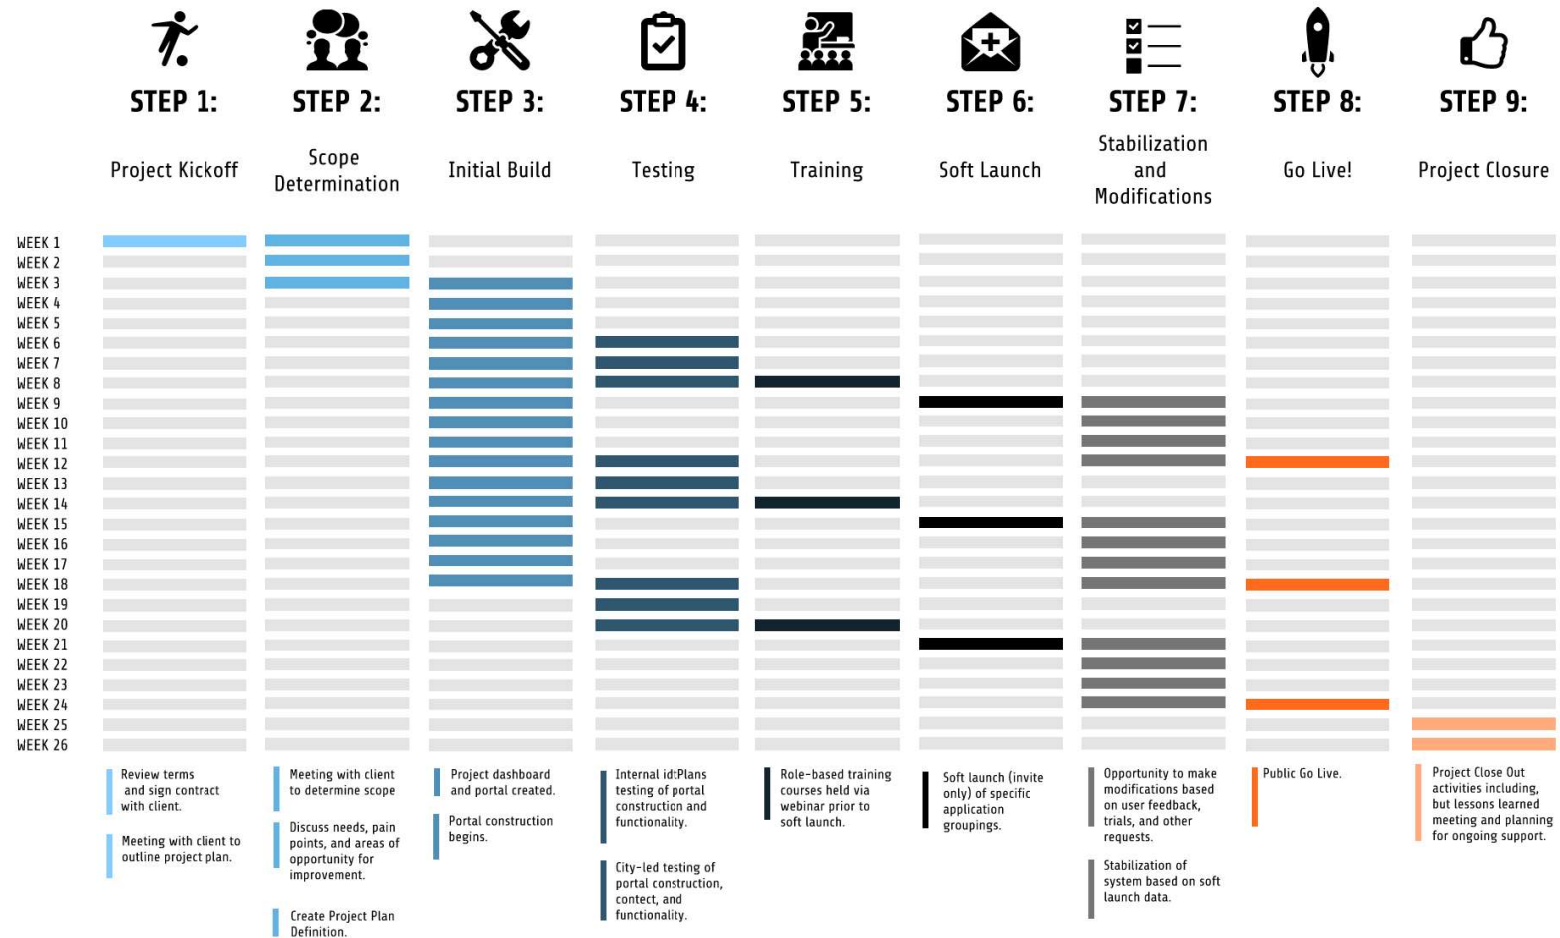 STEP 1:
STEP 2:
STEP 3:
STEP 4:
STEP 5:
STEP 6:
STEP 7:
STEP 8:
STEP 9:
Project Kickoff
Scope
Determination
Initial Build
Testing
Training
Soft Launch
Stabilization
and
Modifications
Go Live!
Project Closure
WEEK 1
WEEK 2
WEEK 3
WEEK 4
WEEK 5
WEEK 6
WEEK 7
WEEK 8
WEEK 9
WEEK 10
WEEK 11
WEEK 12
WEEK 13
WEEK 14
WEEK 15
WEEK 16
WEEK 17
WEEK 18
WEEK 19
WEEK 20
WEEK 21
WEEK 22
WEEK 23
WEEK 24
WEEK 25
WEEK 26
Review terms
and sign contract
with client.
Meeting with client to
outline project plan.
Meeting with client
to determine scope
Discuss needs, pain
points, and areas of
opportunity for
improvement.
Create Project Plan
Definition.
Project dashboard
and portal created.
Portal construction
begins.
Internal id:Plans
testing of portal
construction and
functionality.
City-led testing of
portal construction,
contect, and
functionality.
Role-based training
courses held via
webinar prior to
soft launch.
Soft launch (invite
only) of specific
application
groupings.
Opportunity to make
modifications based
on user feedback,
trials, and other
requests.
Stabilization of
system based on soft
launch data.
Public Go Live.
Project Close Out
activities including,
but lessons learned
meeting and planning
for ongoing support.